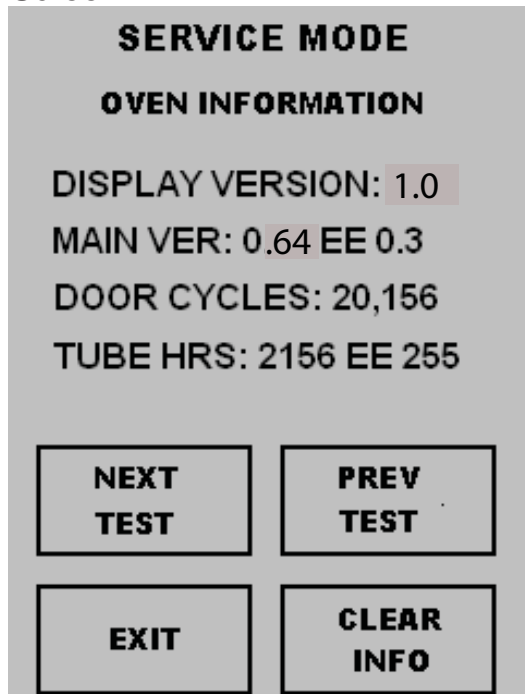 SERVICE MODE
OVEN INFORMATION
DISPLAY VERSION: 1.0
MAIN VER: 0.64 EE 0.3
DOOR CYCLES: 20,156
TUBE HRS: 2156 EE 255
NEXT
TEST
PREV
TEST
EXIT
CLEAR
INFO